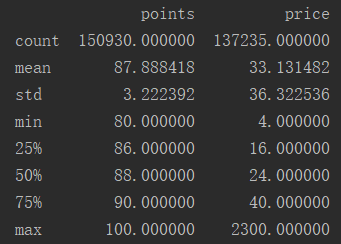 points price
count 150930.000000 137235.000000
mean 87.888418 33.131482
std 3.222392 36.322536
min 80.000000 4.000000
25% 86.000000 16.000000
50% 88.000000 24.000000
75% 90.000000 40.000000
max 100.000000 2300.000000